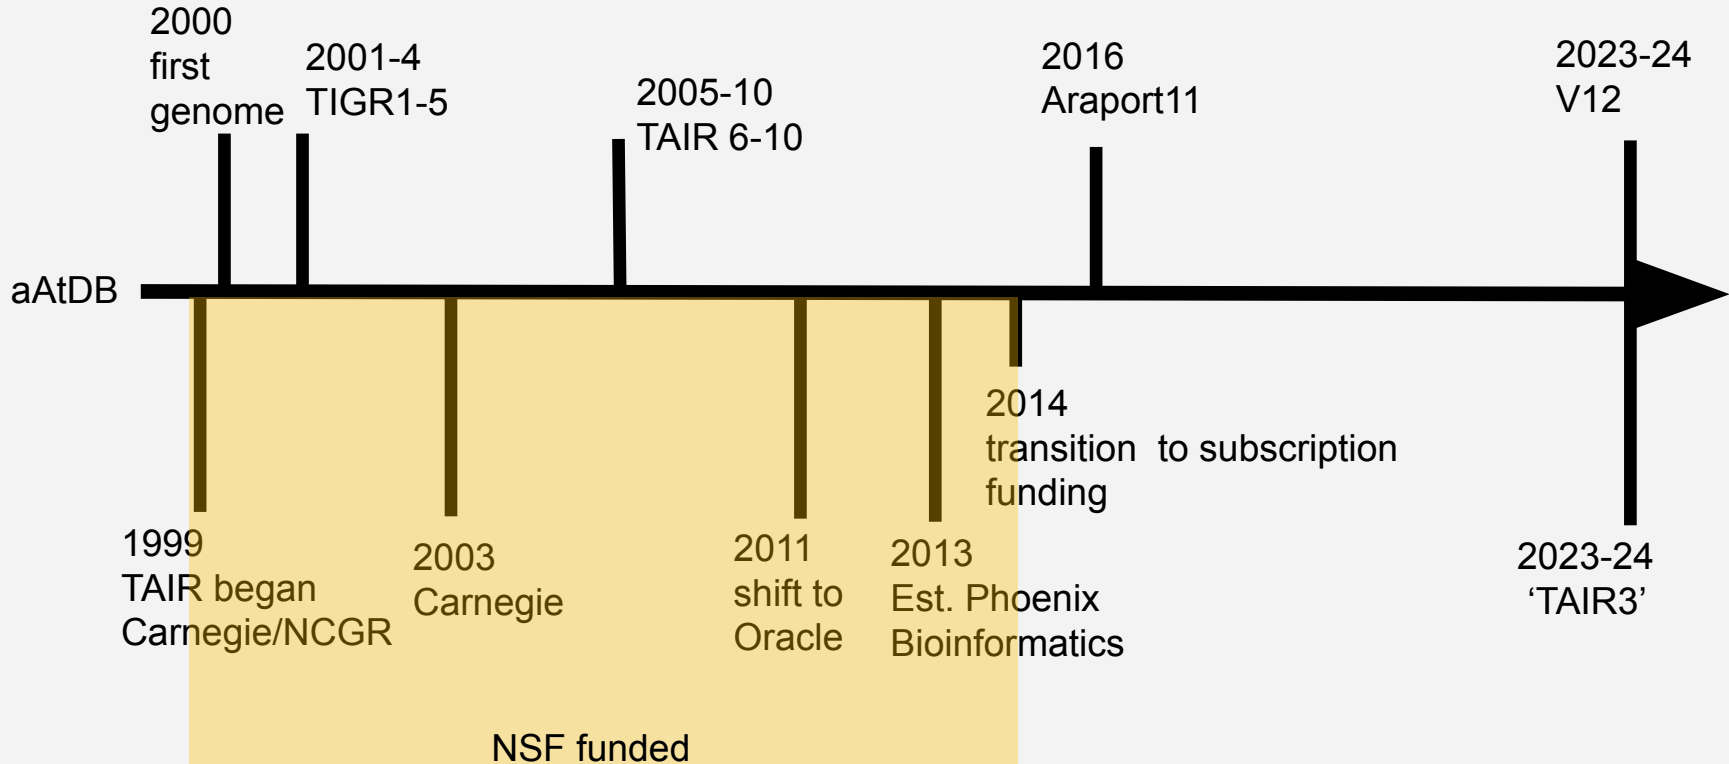 2000
first
genome
2001-4
TIGR1-5
2005-10
TAIR 6-10
2016
Araport11
2023-24
V12
aAtDB
1999
TAIR began
Carnegie/NCGR
2003
Carnegie
2011
shift to
Oracle
2013
Est. Phoenix
Bioinformatics
2014
transition  to subscription
funding
2023-24
‘TAIR3’
NSF funded